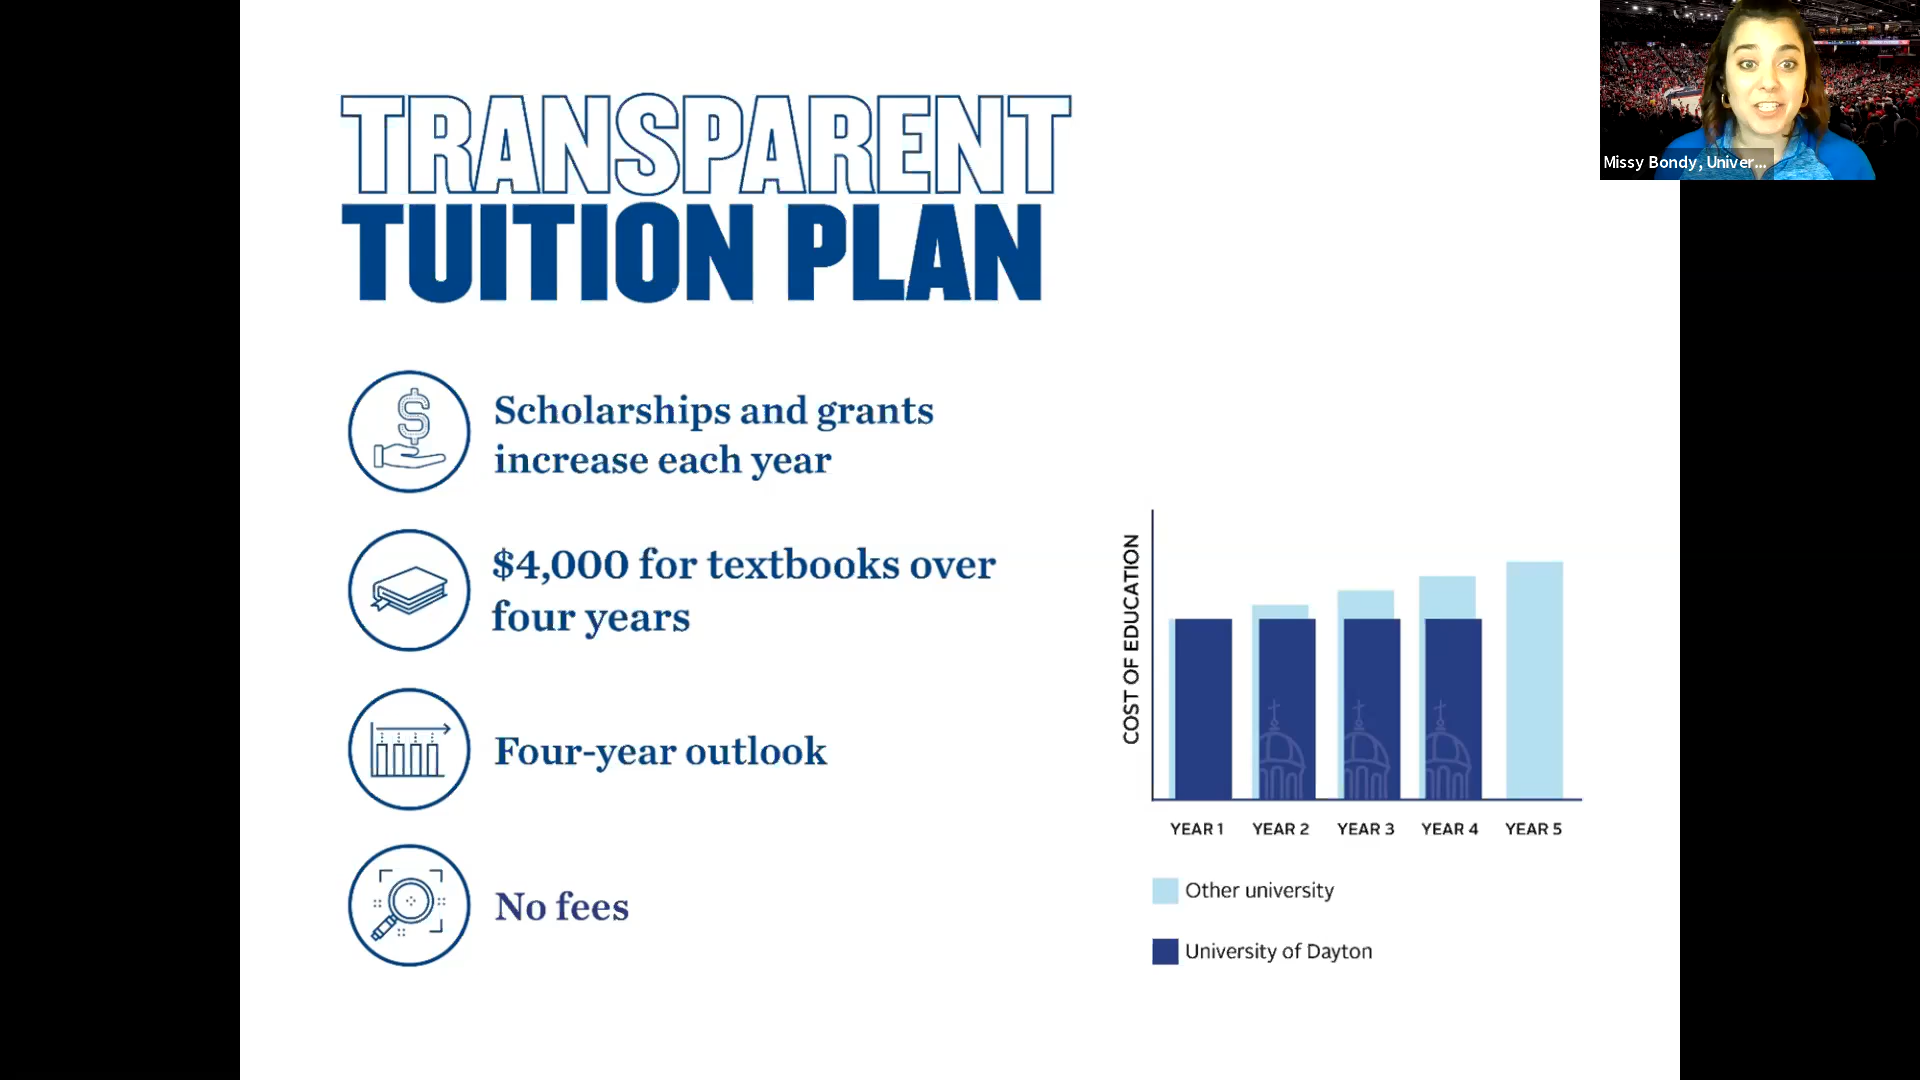 TRANSPARENT
TUITION PLAN
Missy Bondy, Univer...
Scholarships and grants
increase each year
$4,000 for textbooks over
four years
Four-year outlook
No fees
COST OF EDUCATION
YEAR 1 YEAR 2 YEAR 3 YEAR 4 YEAR 5
Other university
University of Dayton